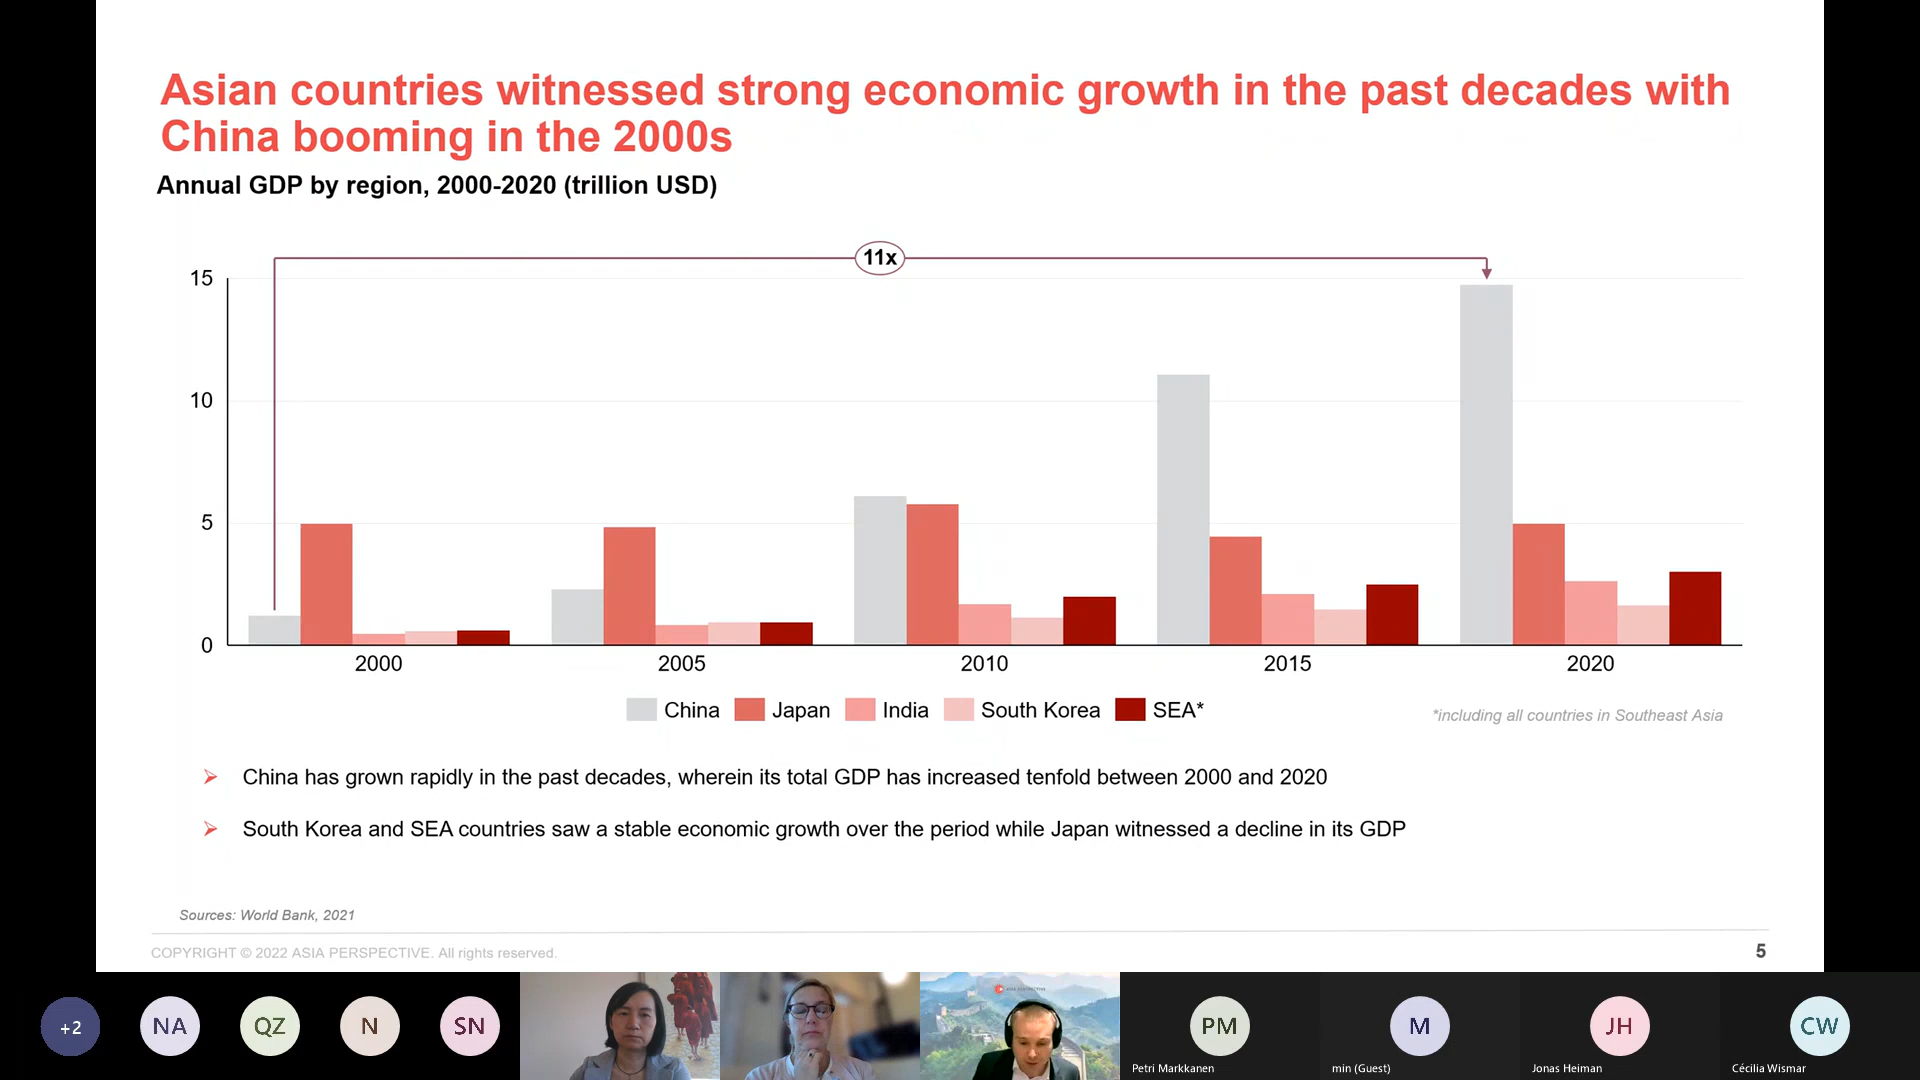 Asian countries witnessed strong economic growth in the past decades with
China booming in the 2000s
Annual GDP by region, 2000-2020 (trillion USD)
11x
15
10
5
0
2000 2005 2010 2015 2020
China Japan India South Korea SEA*
*including all countries in Southeast Asia
China has grown rapidly in the past decades, wherein its total GDP has increased tenfold between 2000 and 2020
South Korea and SEA countries saw a stable economic growth over the period while Japan witnessed a decline in its GDP
Sources: World Bank, 2021
COPYRIGHT © 2022 ASIA PERSPECTIVE. All rights reserved.
5
+2 NA QZ N SN PM M JH CW
ASIA PERSPECTIVE
Petri Markkanen min (Guest) Jonas Heiman Cécilia Wismar